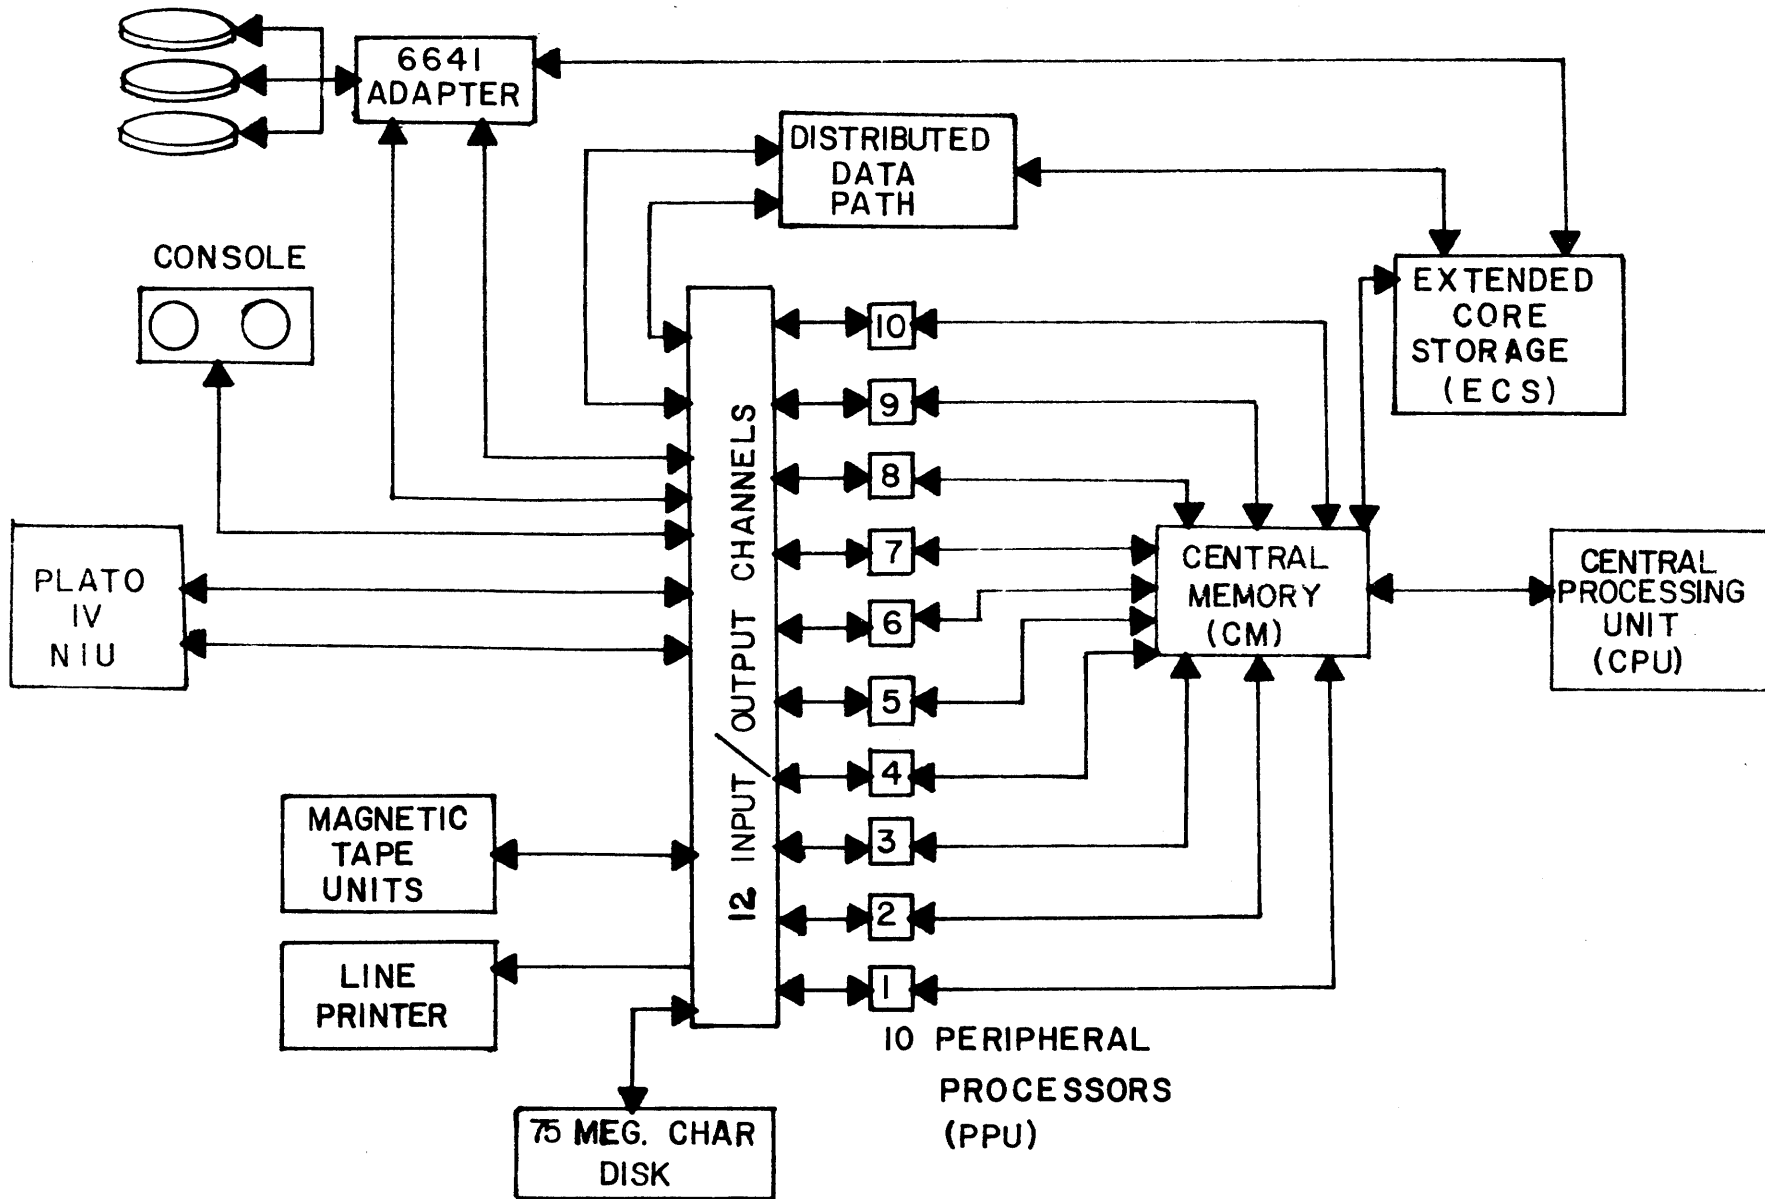 6641
ADAPTER
DISTRIBUTED
DATA
PATH
CONSOLE
EXTENDED
CORE
STORAGE
(ECS)
10
9
8
7
6
5
4
3
2
1
12 INPUT/OUTPUT CHANNELS
PLATO
IV
NIU
CENTRAL
MEMORY
(CM)
CENTRAL
PROCESSING
UNIT
(CPU)
MAGNETIC
TAPE
UNITS
LINE
PRINTER
10 PERIPHERAL
PROCESSORS
(PPU)
75 MEG. CHAR
DISK